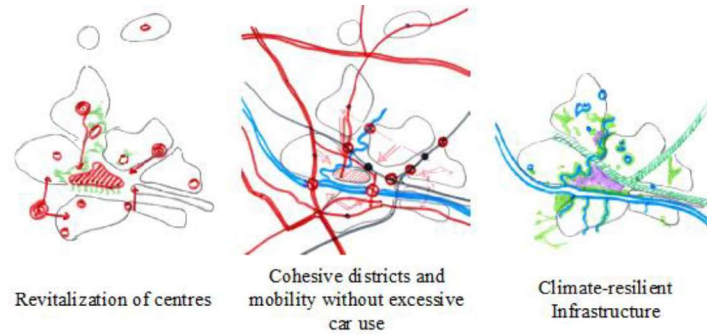 Revitalization of centres
Cohesive districts and
mobility without excessive
car use
Climate-resilient
Infrastructure